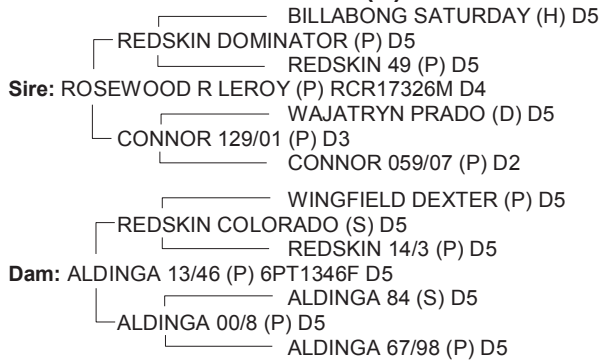 BILLABONG SATURDAY (H) D5
REDSKIN DOMINATOR (P) D5
REDSKIN 49 (P) D5
Sire: ROSEWOOD R LEROY (P) RCR17326M D4
WAJATRYN PRADO (D) D5
CONNOR 129/01 (P) D3
CONNOR 059/07 (P) D2
WINGFIELD DEXTER (P) D5
REDSKIN COLORADO (S) D5
REDSKIN 14/3 (P) D5
Dam: ALDINGA 13/46 (P) 6PT1346F D5
ALDINGA 84 (S) D5
ALDINGA 00/8 (P) D5
ALDINGA 67/98 (P) D5